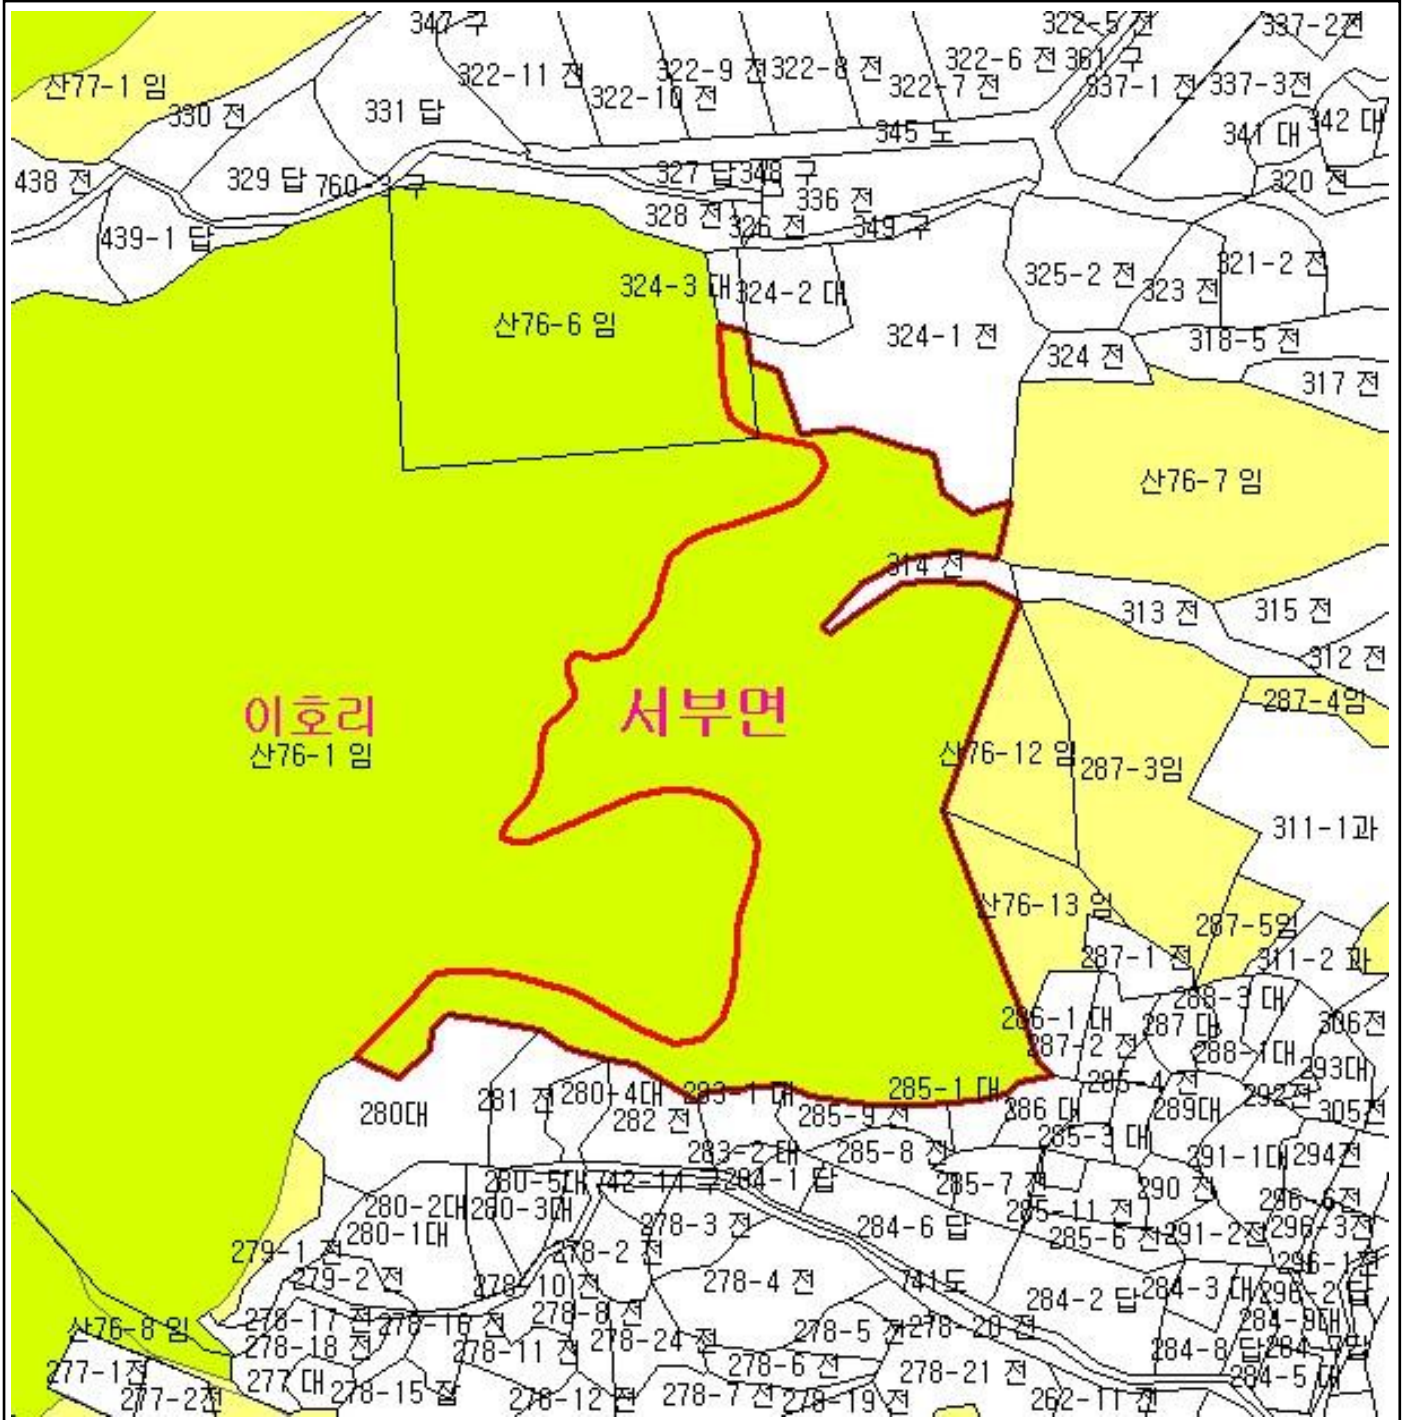 347 구
322-5 전
337-2전
산77-1 임
322-11 전
322-9 전
322-8 전
322-6 전
361 구
330 전
331 답
322-10 전
322-7 전
337-1 전
337-3전
345 도
341 대
342 대
438 전
329 답
760-3 구
327 답
348 구
336 전
320 전
328 전
326 전
349 구
439-1 답
324-3 대
324-2 대
325-2 전
323 전
321-2 전
산76-6 임
324-1 전
324 전
318-5 전
317 전
산76-7 임
314 전
313 전
315 전
312 전
287-4임
이호리
서부면
산76-1 임
산76-12 임
287-3임
311-1과
산76-13 임
287-5임
287-1 전
311-2 과
286-1 대
288-3 대
287 대
306전
287-2 전
288-1대
293대
280대
281 전
280-4대
282 전
283-1 대
285-1 대
285-4 전
292전
285-9 전
286 대
289대
305전
283-2 대
285-8 전
285-3 대
291-1대
294전
280-5대
742-11 구
284-1 답
285-7 전
290 전
296-6전
280-2대
280-3대
278-3 전
285-11 전
280-1대
284-6 답
285-6 전
291-2전
296-3전
279-1 전
278-2 전
296-1전
279-2 전
278-10 전
278-4 전
741도
284-2 답
284-3 대
296-2 답
산76-8 임
278-17 전
278-16 전
278-8 전
278-5 전
278-20 전
284-9대
278-18 전
278-11 전
278-24 전
284-8 답
284-7답
277-1전
277 대
278-6 전
278-21 전
284-5 대
277-2전
278-15 잡
278-12 전
278-7 전
278-19 전
262-11 전